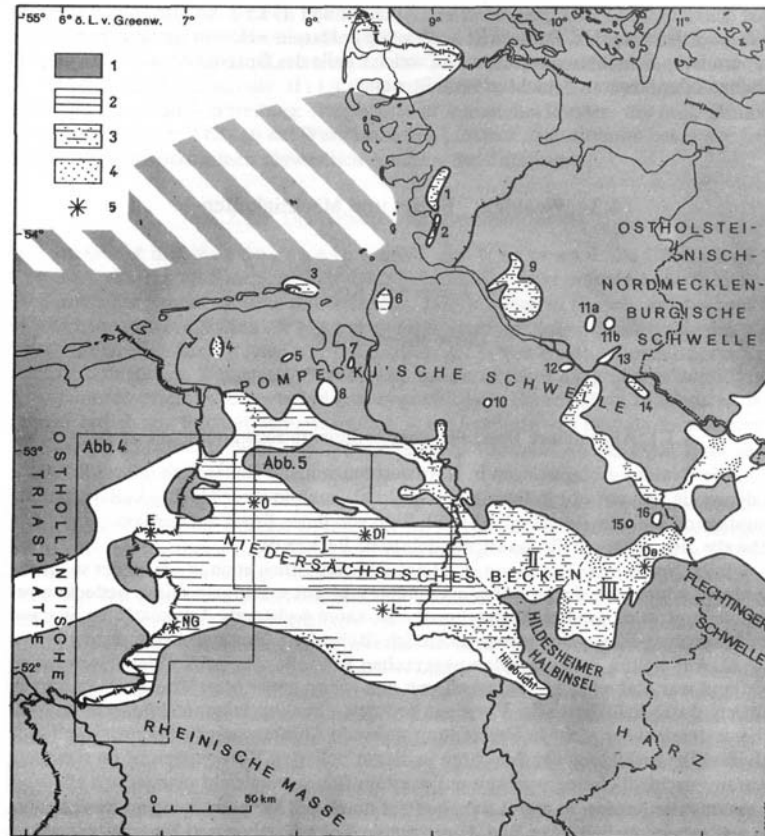 55° 6° ö. L. v. Greenw. 7° 8° 9° 10° 11°
1
2
3
4
5
54°
1
2
OSTHOLSTEI-
NISCH-
NORDMECKLEN-
BURGISCHE
SCHWELLE
3
6
9
11a
11b
4
5
7
12
13
8
POMPECKJ'SCHE SCHWELLE
10
14
53°
Abb. 4
Abb. 5
OSTHOLLÄNDISCHE
TRIASPLATTE
O
E
I
DI
II
III
15
16
Da
NIEDERSÄCHSISCHES BECKEN
FLECHTINGER
SCHWELLE
L
NG
HILDESHEIMER
HALBINSEL
Hilsbucht
52°
RHEINISCHE MASSE
HARZ
0 50 km